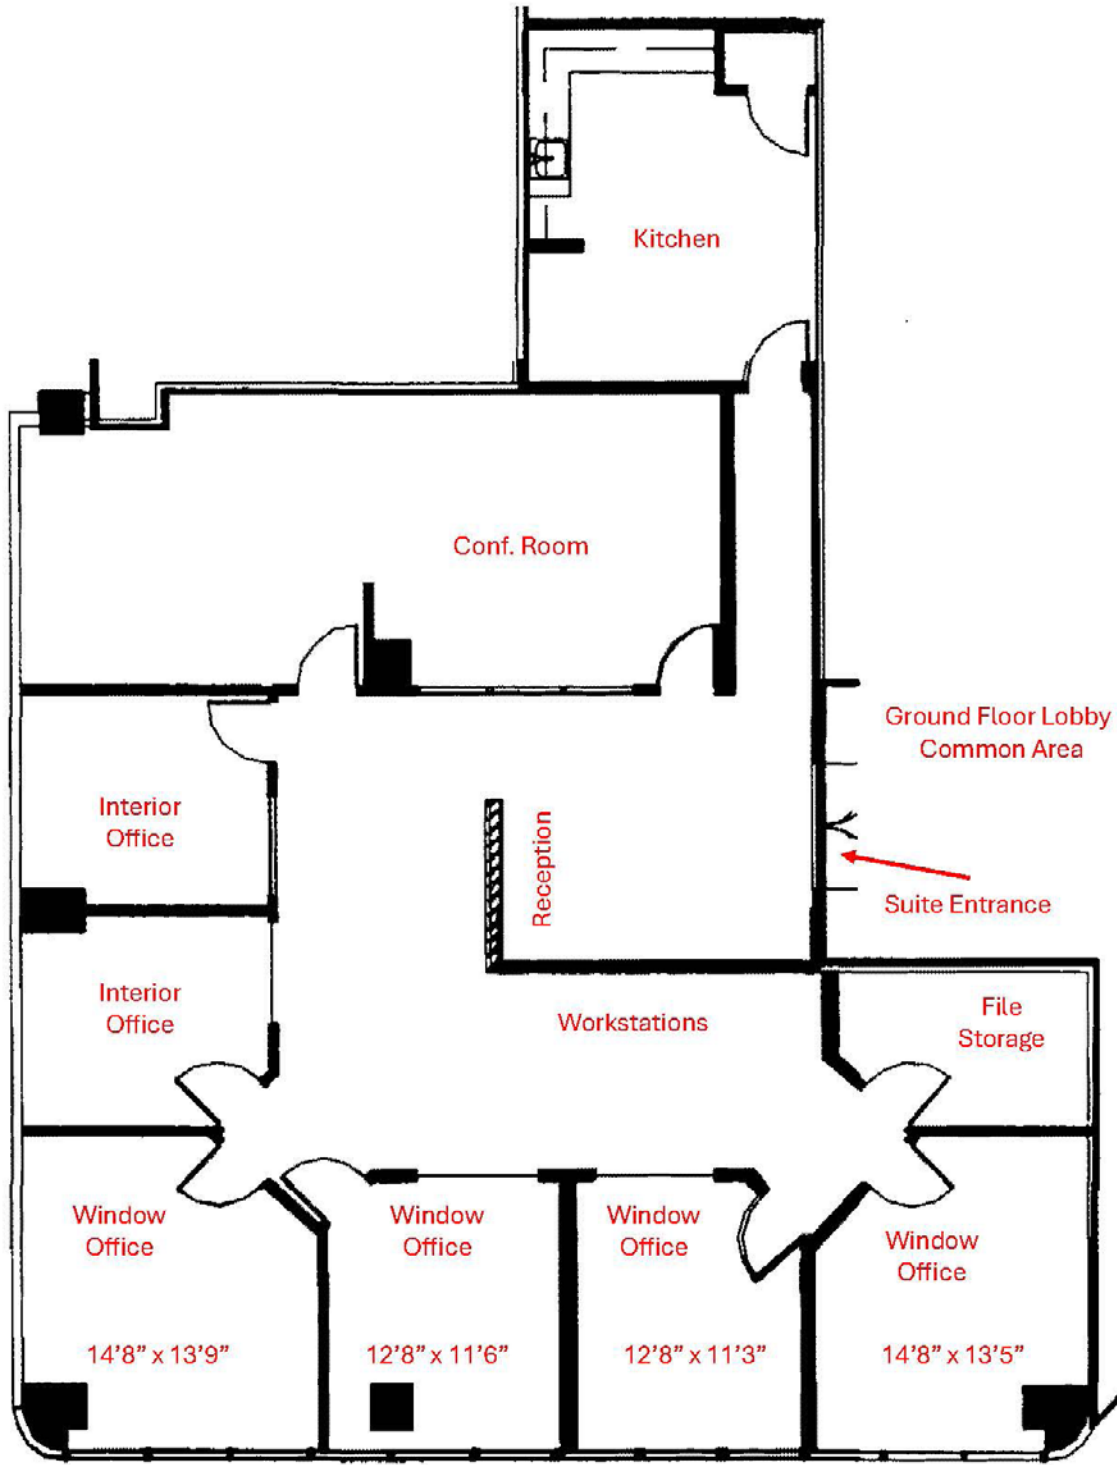 Kitchen
Conf. Room
Ground Floor Lobby
Common Area
Interior
Office
Reception
Suite Entrance
Interior
Office
Workstations
File
Storage
Window
Office
Window
Office
Window
Office
Window
Office
14’8” x 13’9”
12’8” x 11’6”
12’8” x 11’3”
14’8” x 13’5”